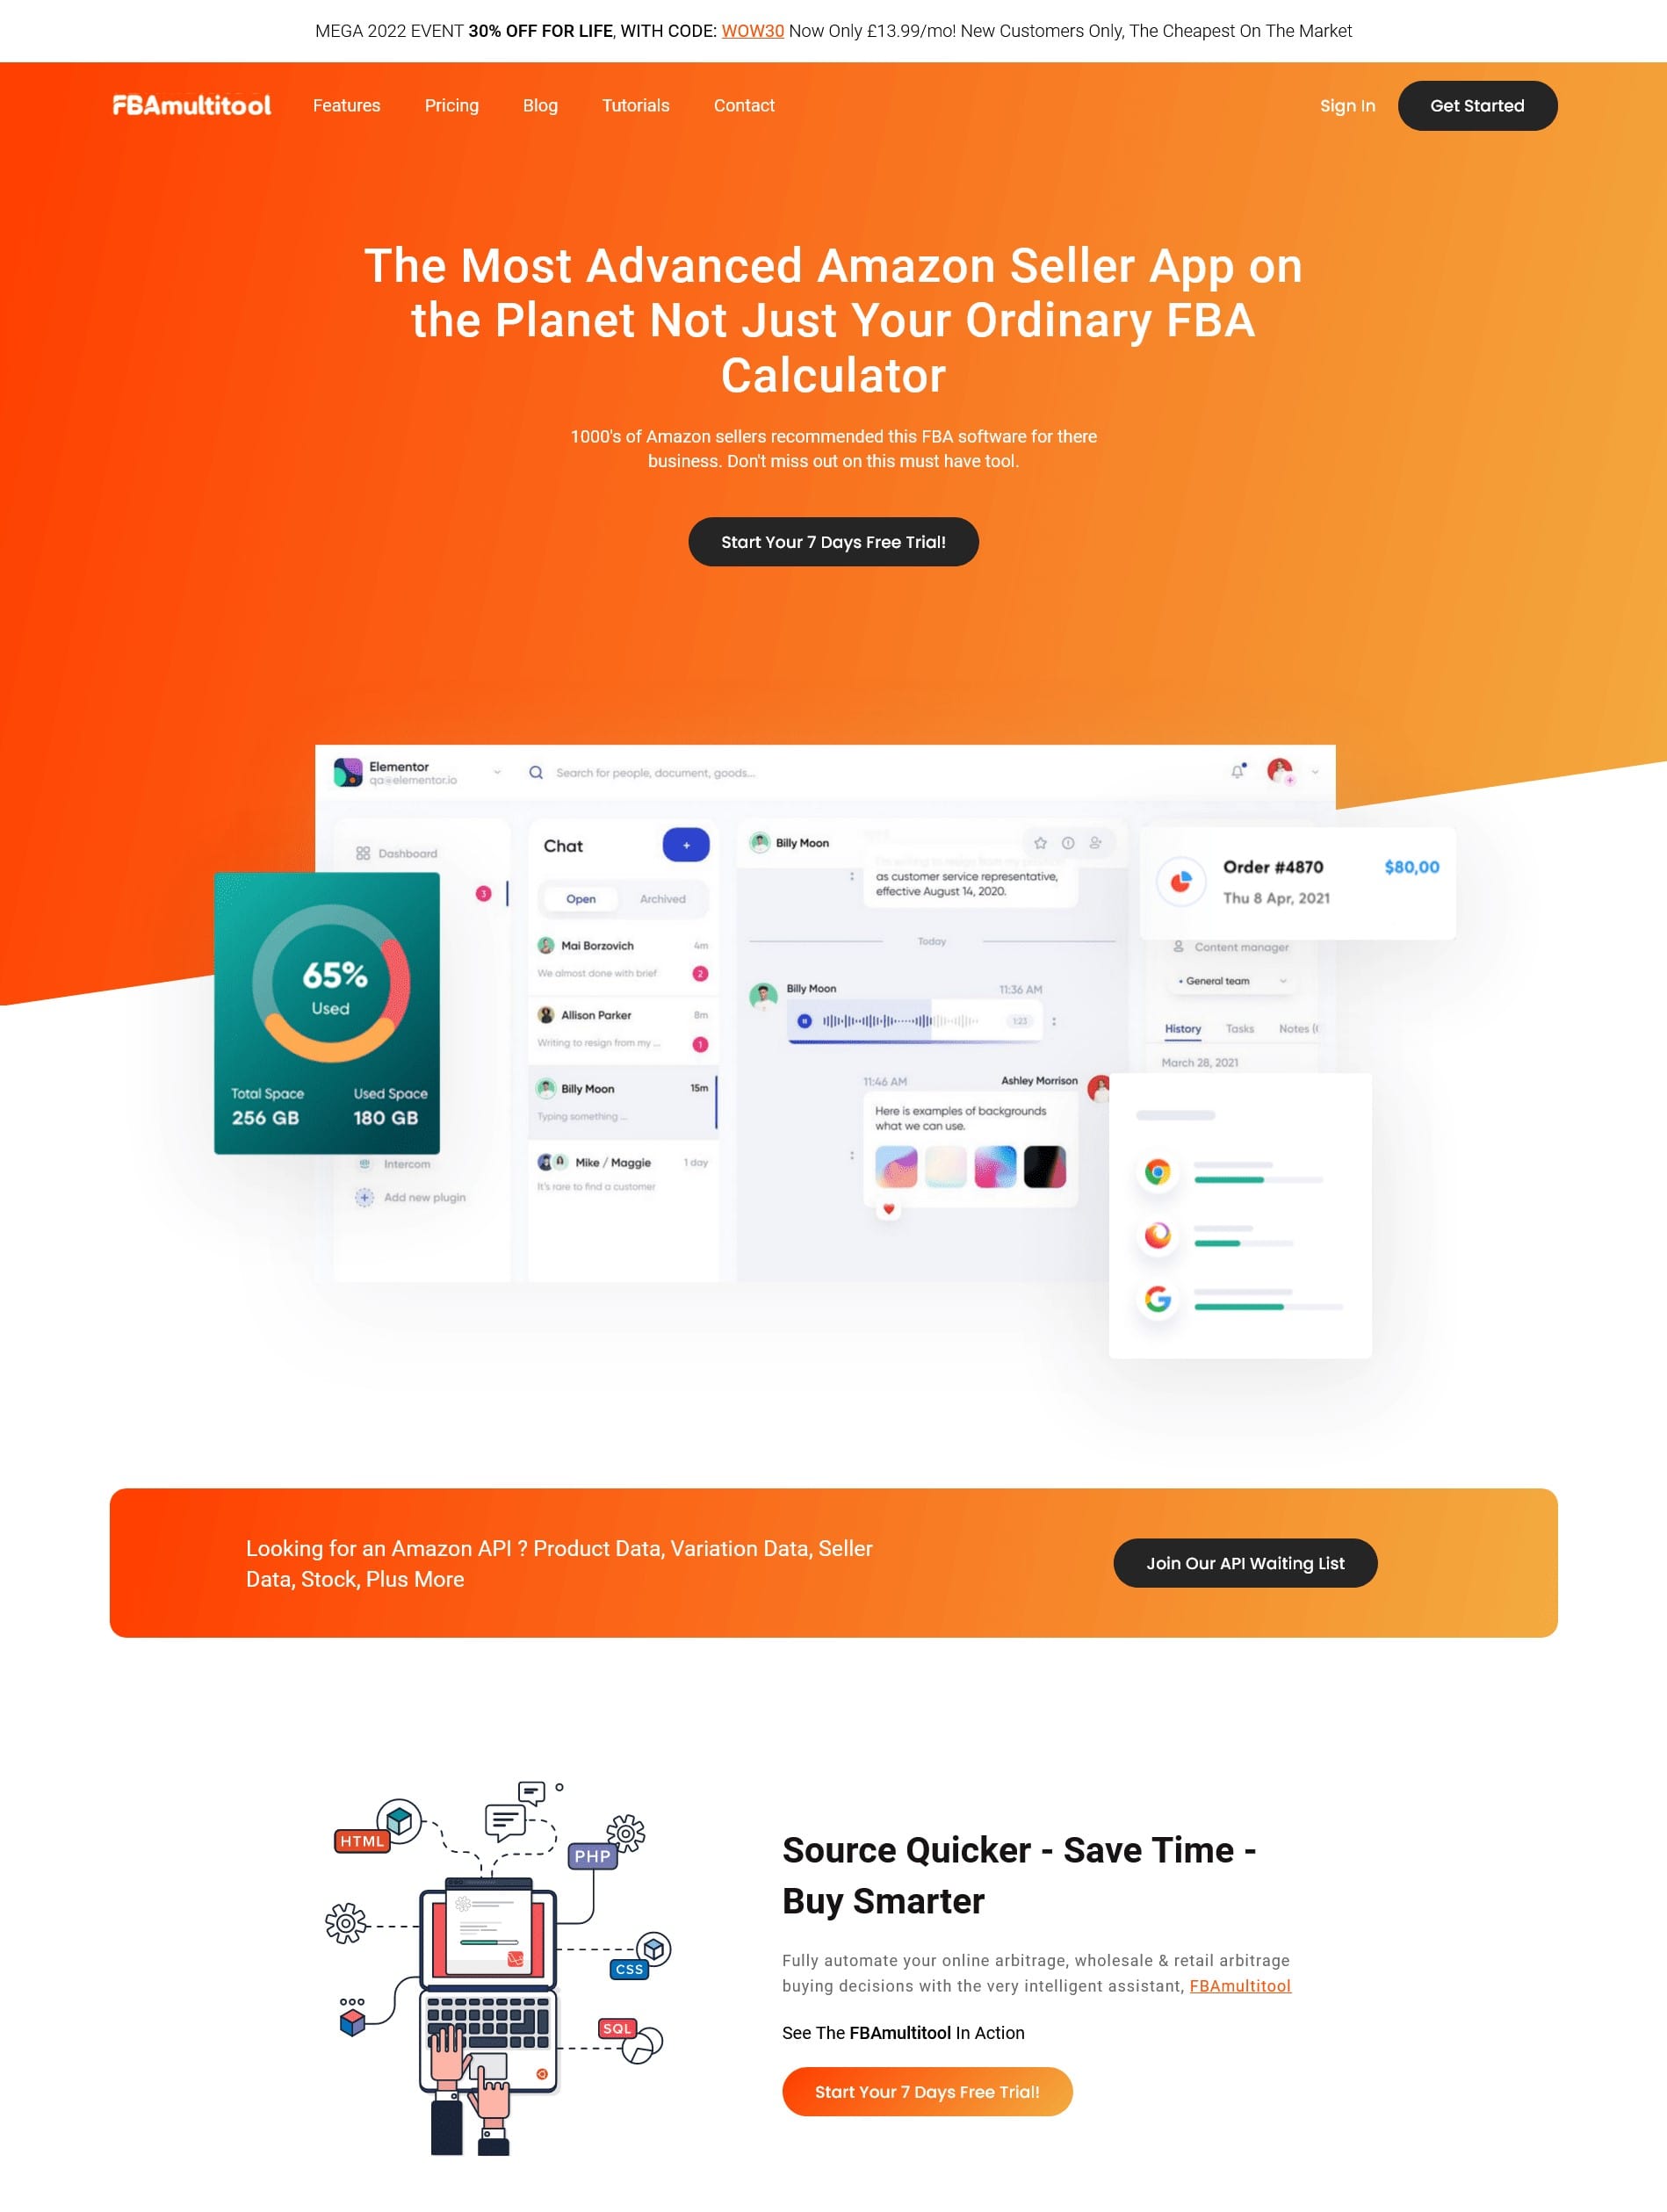 MEGA 2022 EVENT 30% OFF FOR LIFE, WITH CODE: WOW30 Now Only £13.99/mo! New Customers Only, The Cheapest On The Market
FBAmultitool Features Pricing Blog Tutorials Contact Sign In Get Started
The Most Advanced Amazon Seller App on
the Planet Not Just Your Ordinary FBA
Calculator
1000's of Amazon sellers recommended this FBA software for there
business. Don't miss out on this must have tool.
Start Your 7 Days Free Trial!
Elementor
qa@elementor.io
Search for people, document, goods...
Dashboard
3
65%
Used
Total Space Used Space
256 GB 180 GB
Intercom
Add new plugin
Chat
+
Open Archived
Mai Borzovich 4m
We almost done with brief 2
Allison Parker 8m
Writing to resign from my ... 1
Billy Moon 15m
Typing something ...
Mike / Maggie 1 day
It's rare to find a customer
Billy Moon
I'm writing to resign from my position
as customer service representative,
effective August 14, 2020.
Today
Billy Moon 11:36 AM
1:23
11:46 AM Ashley Morrison
Here is examples of backgrounds
what we can use.
Order #4870 $80,00
Thu 8 Apr, 2021
Content manager
• General team
History Tasks Notes (
March 28, 2021
Looking for an Amazon API ? Product Data, Variation Data, Seller
Data, Stock, Plus More
Join Our API Waiting List
HTML
PHP
CSS
SQL
Source Quicker - Save Time -
Buy Smarter
Fully automate your online arbitrage, wholesale & retail arbitrage
buying decisions with the very intelligent assistant, FBAmultitool
See The FBAmultitool In Action
Start Your 7 Days Free Trial!